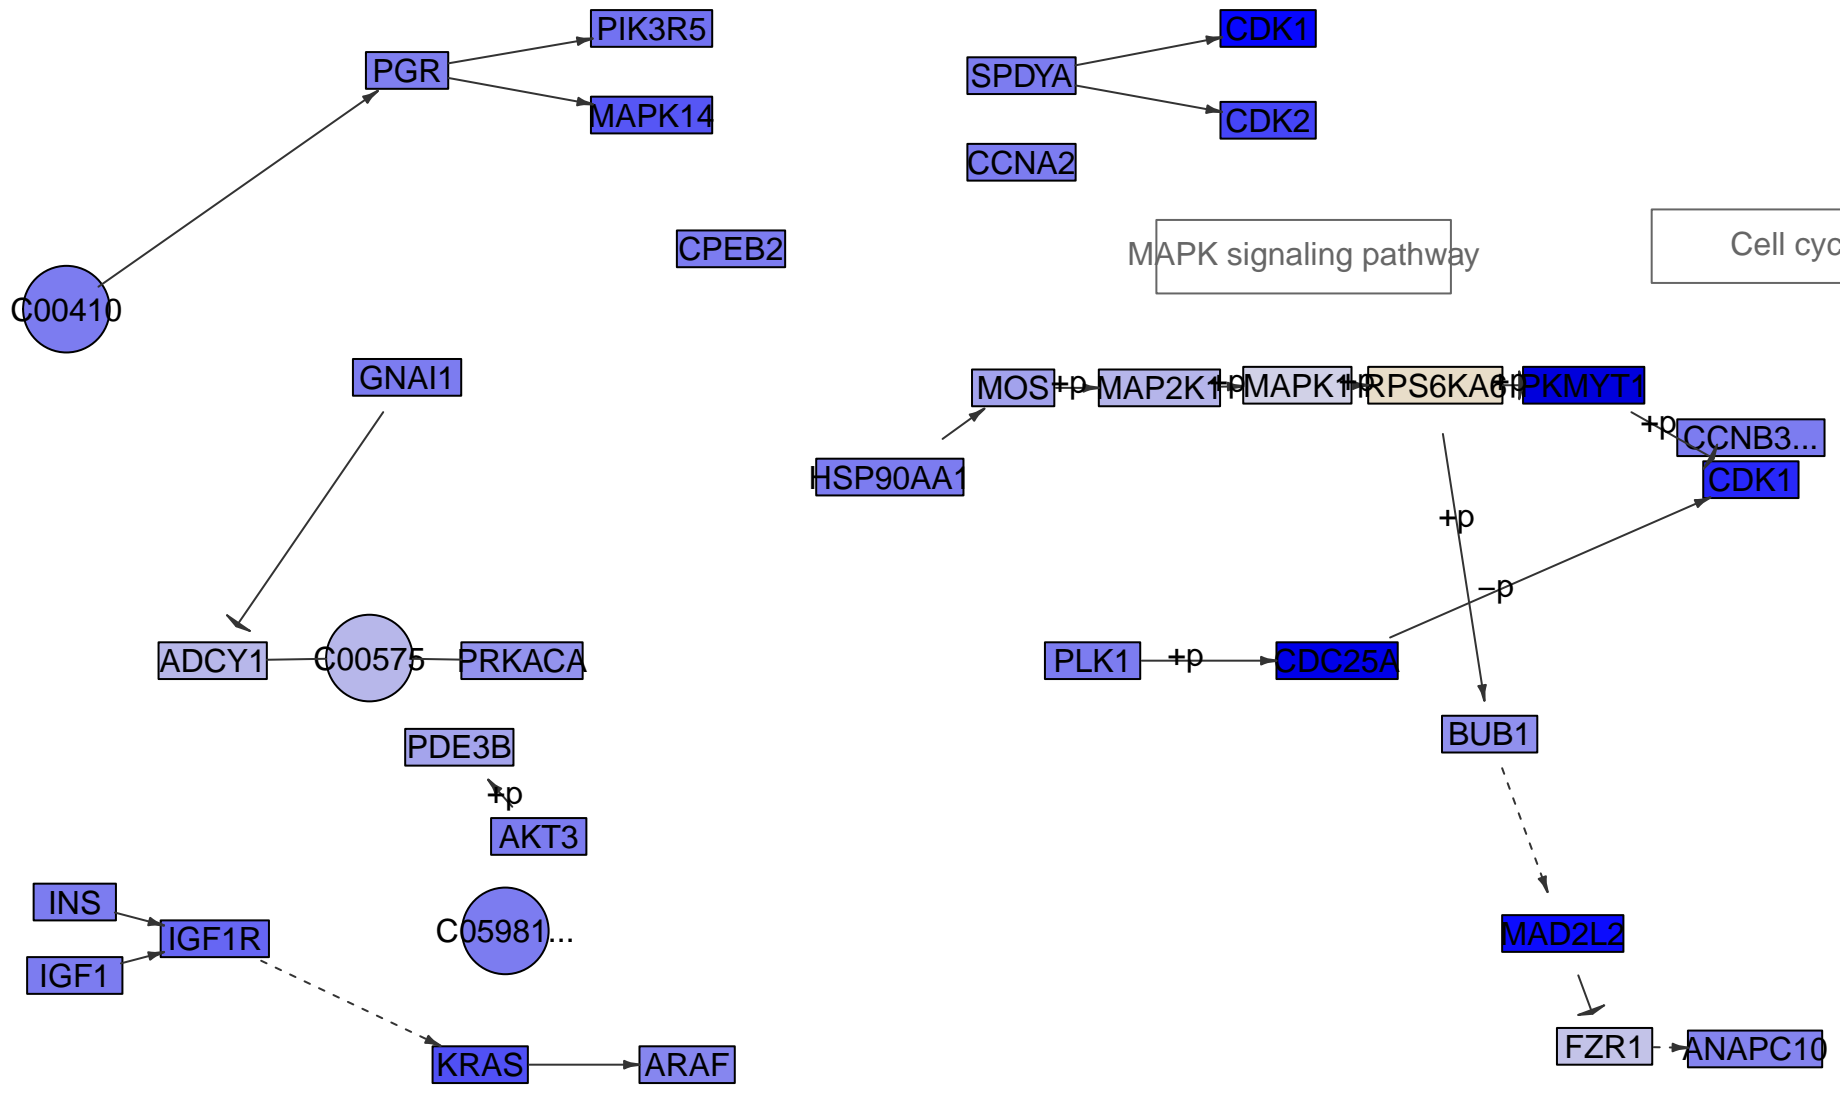 PIK3R5
CDK1
PGR
SPDYA
MAPK14
CDK2
CCNA2
CPEB2
MAPK signaling pathway
Cell cyc
C00410
GNAI1
MOS
+p
MAP2K1
+p
MAPK1
+p
RPS6KA6
+p
PKMYT1
+p
CCNB3...
HSP90AA1
CDK1
+p
−p
ADCY1
C00575
PRKACA
PLK1
+p
CDC25A
BUB1
PDE3B
+p
AKT3
INS
IGF1R
C05981...
MAD2L2
IGF1
KRAS
ARAF
FZR1
ANAPC10